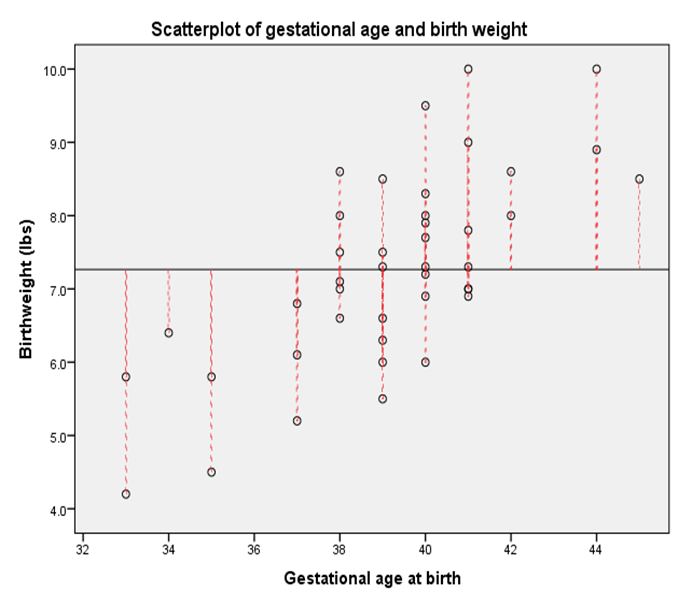 Scatterplot of gestational age and birth weight
10.0
9.0
8.0
7.0
6.0
5.0
4.0
Birthweight (lbs)
32 34 36 38 40 42 44
Gestational age at birth